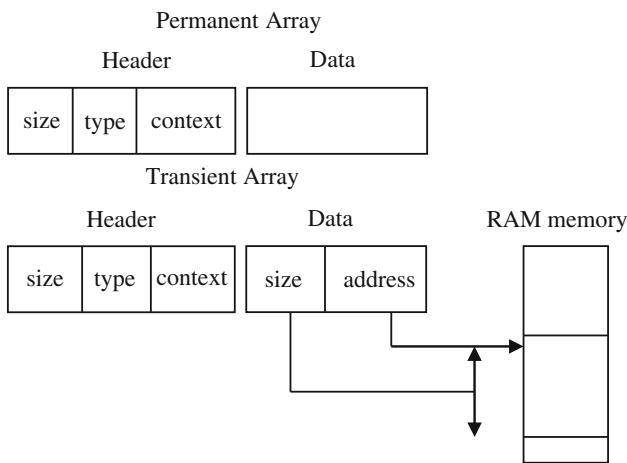 Permanent Array
Header Data
size type context
Transient Array
Header Data RAM memory
size type context size address